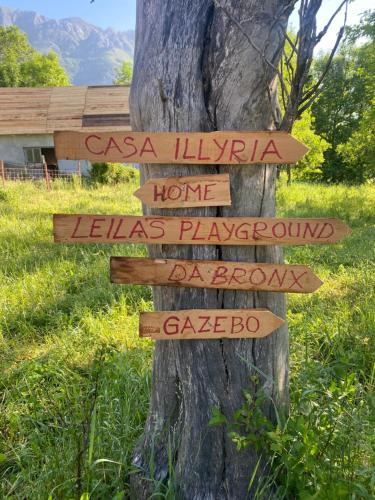 CASA ILLYRIA
HOME
LEILAS PLAYGROUND
DA BRONX
GAZEBO